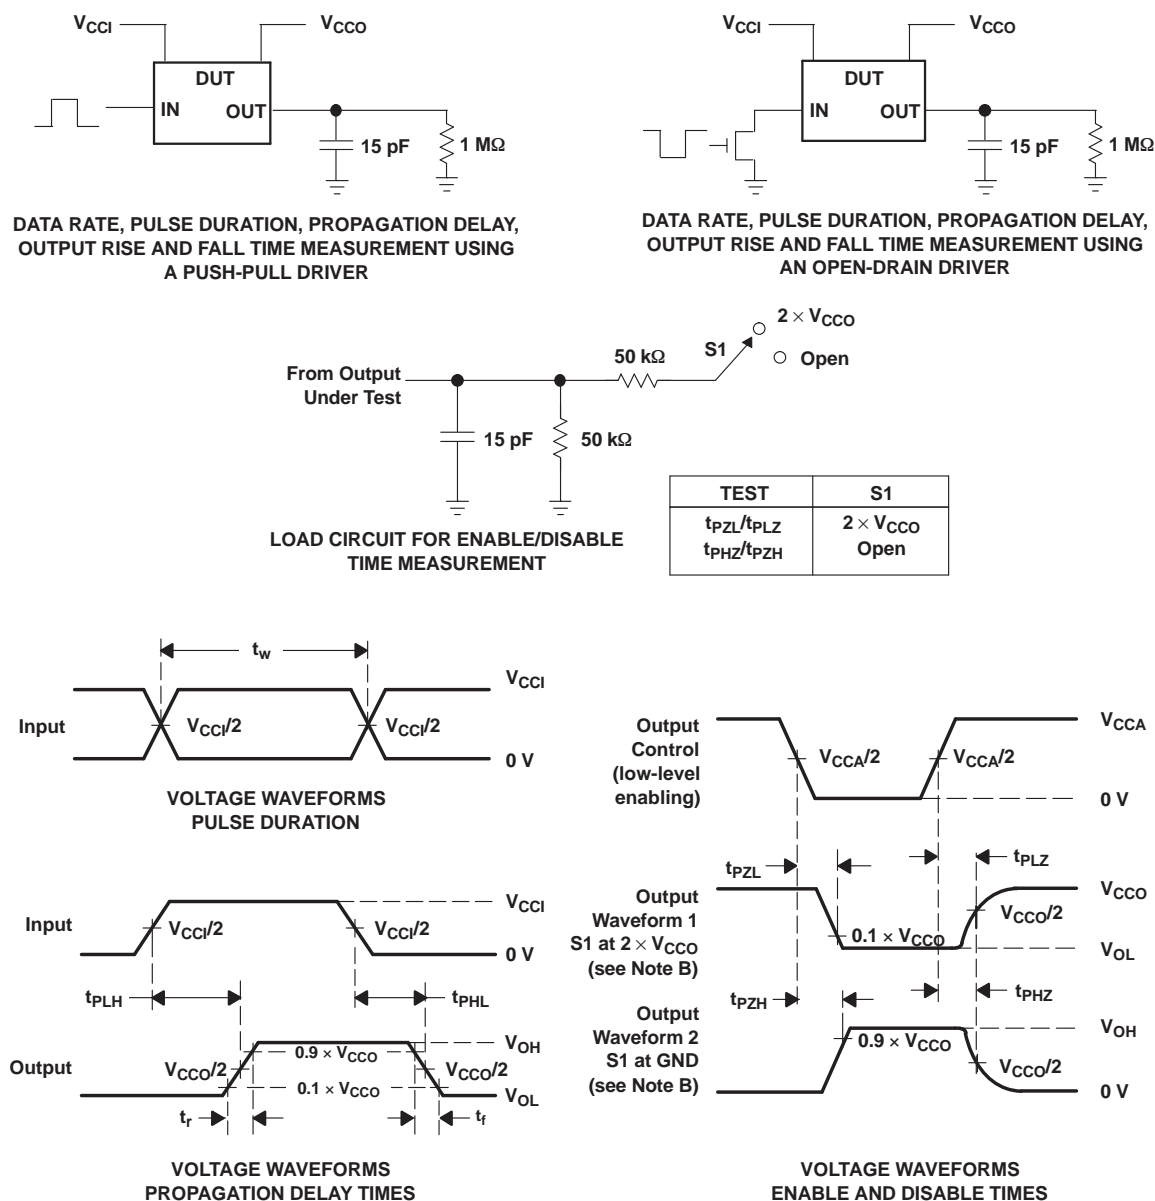 VCCI
VCCO
DUT
IN
OUT
15 pF
1 MΩ
DATA RATE, PULSE DURATION, PROPAGATION DELAY,
OUTPUT RISE AND FALL TIME MEASUREMENT USING
A PUSH-PULL DRIVER
VCCI
VCCO
DUT
IN
OUT
15 pF
1 MΩ
DATA RATE, PULSE DURATION, PROPAGATION DELAY,
OUTPUT RISE AND FALL TIME MEASUREMENT USING
AN OPEN-DRAIN DRIVER
From Output
Under Test
15 pF
50 kΩ
50 kΩ
S1
2 × VCCO
Open
LOAD CIRCUIT FOR ENABLE/DISABLE
TIME MEASUREMENT
TEST S1
tPZL/tPLZ 2 × VCCO
tPHZ/tPZH Open
tw
Input
VCCI/2
VCCI/2
VCCI
0 V
VOLTAGE WAVEFORMS
PULSE DURATION
Input
VCCI/2
VCCI/2
VCCI
0 V
tPLH
tPHL
Output
VCCO/2
0.9 × VCCO
0.1 × VCCO
VCCO/2
VOH
VOL
tr
tf
VOLTAGE WAVEFORMS
PROPAGATION DELAY TIMES
Output
Control
(low-level
enabling)
VCCA/2
VCCA/2
VCCA
0 V
tPZL
tPLZ
Output
Waveform 1
S1 at 2 × VCCO
(see Note B)
0.1 × VCCO
VCCO/2
VCCO
VOL
tPZH
tPHZ
Output
Waveform 2
S1 at GND
(see Note B)
0.9 × VCCO
VCCO/2
VOH
0 V
VOLTAGE WAVEFORMS
ENABLE AND DISABLE TIMES